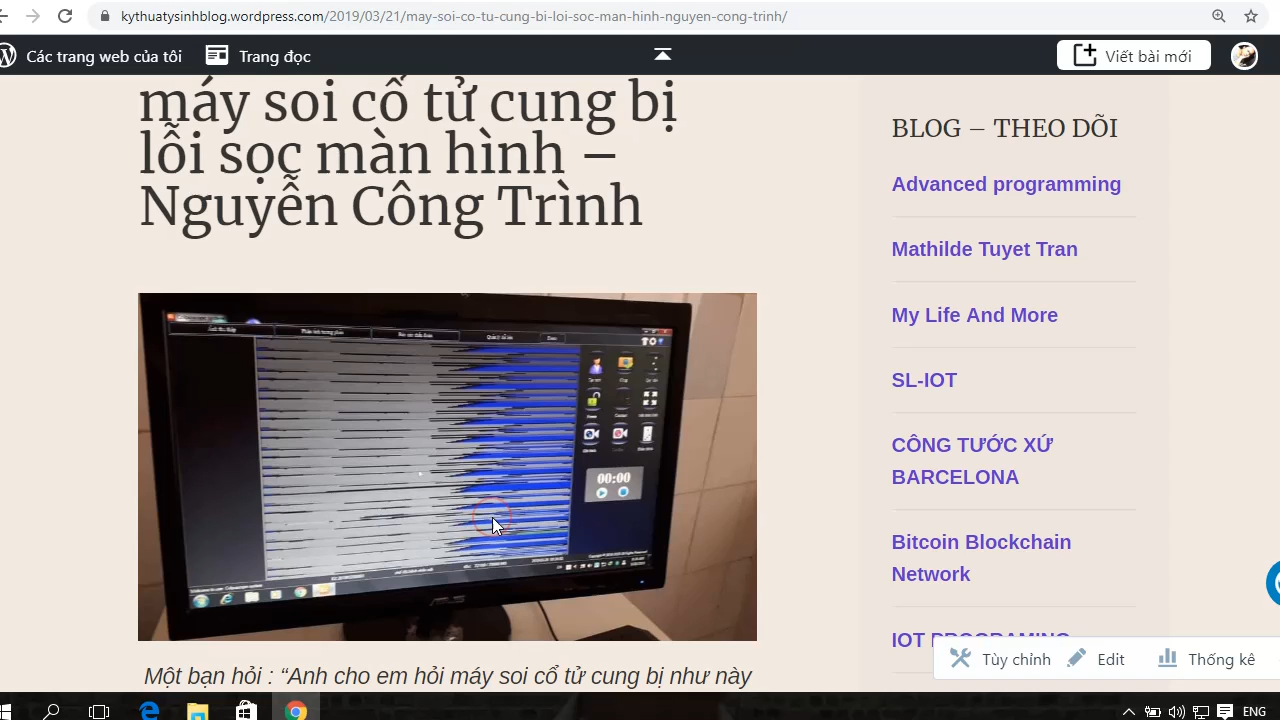 kythuatysinhblog.wordpress.com/2019/03/21/may-soi-co-tu-cung-bi-loi-soc-man-hinh-nguyen-cong-trinh/
Các trang web của tôi
Trang đọc
Viết bài mới
máy soi cổ tử cung bị
lỗi sọc màn hình –
Nguyễn Công Trình
00:00
ASUS
Một bạn hỏi : “Anh cho em hỏi máy soi cổ tử cung bị như này
BLOG – THEO DÕI
Advanced programming
Mathilde Tuyet Tran
My Life And More
SL-IOT
CÔNG TƯỚC XỨ
BARCELONA
Bitcoin Blockchain
Network
IOT PROGRAMING
Tùy chỉnh
Edit
Thống kê
ENG